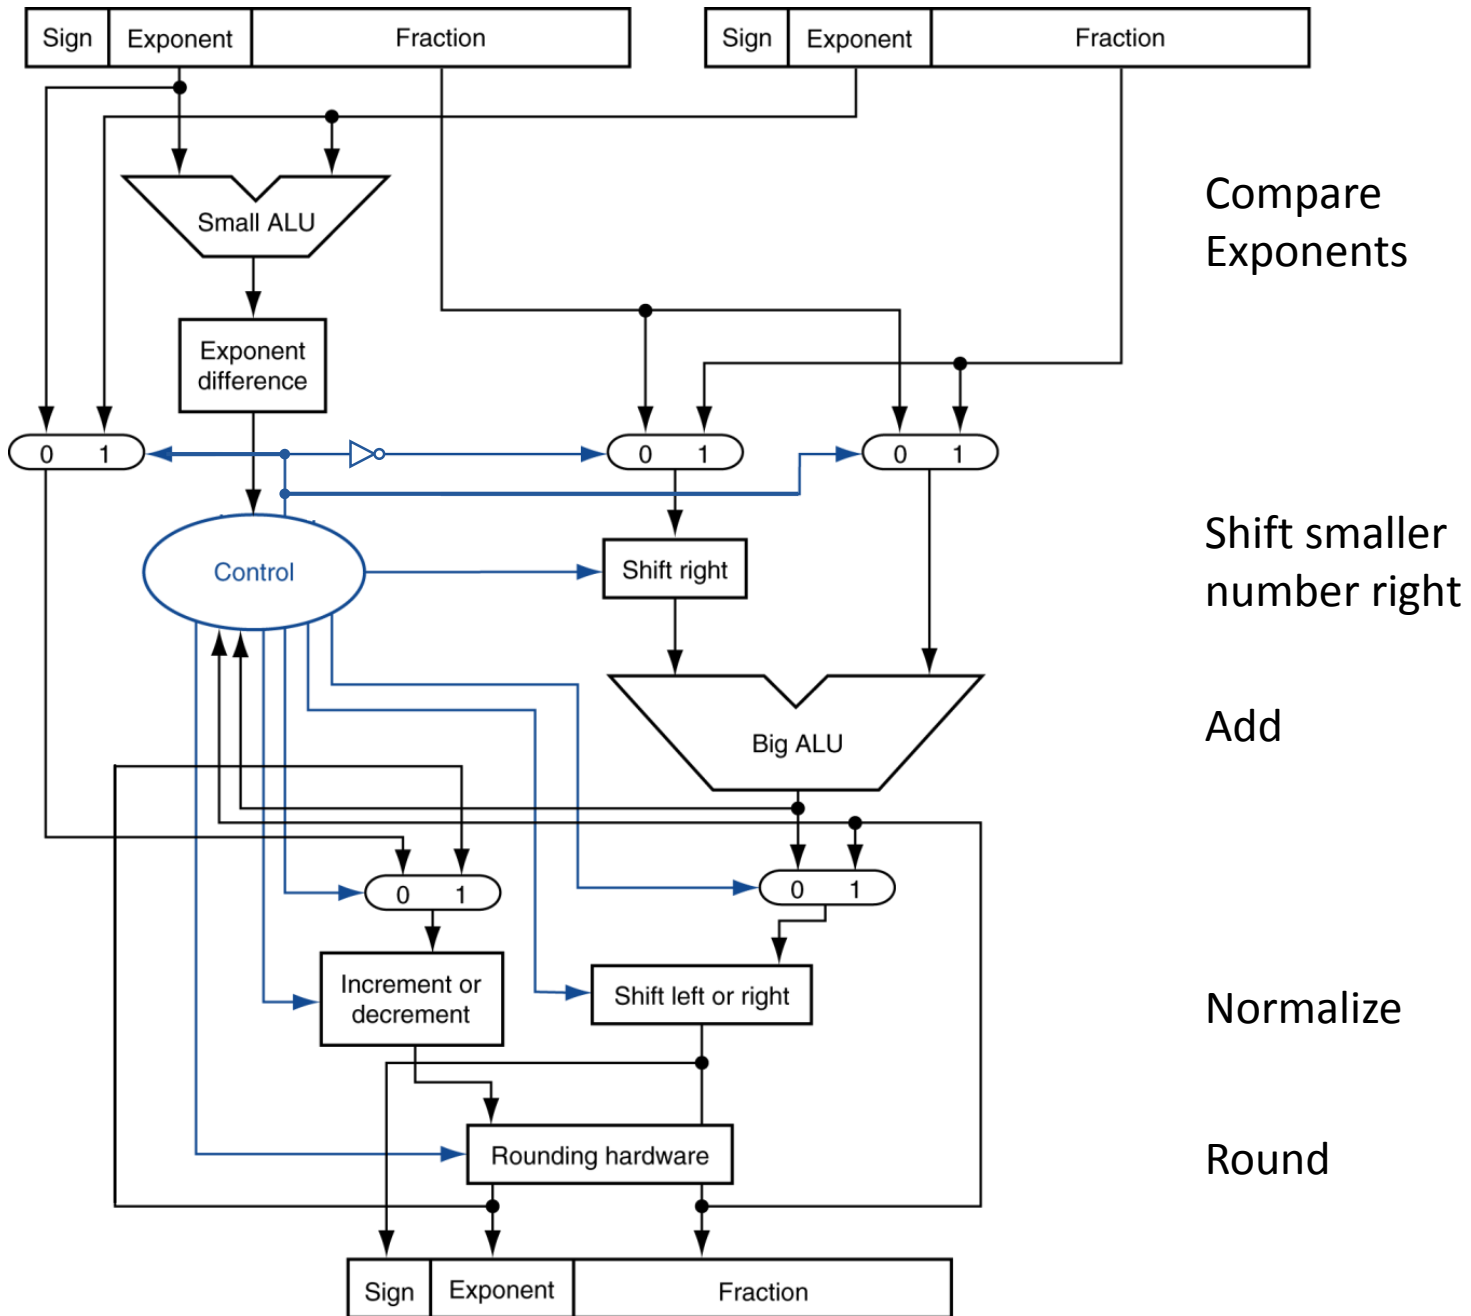 Sign Exponent Fraction Sign Exponent Fraction
Compare
Exponents
Small ALU
Exponent
difference
0 1 0 1 0 1
Control
Shift right
Shift smaller
number right
Big ALU
Add
0 1 0 1
Increment or
decrement
Shift left or right
Normalize
Rounding hardware
Round
Sign Exponent Fraction